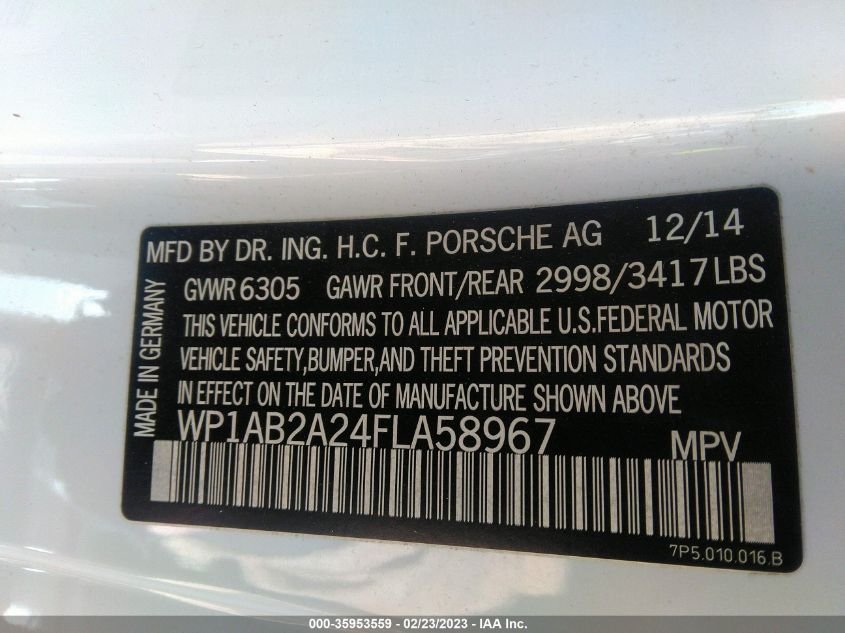 MFD BY DR. ING. H.C. F. PORSCHE AG 12/14
GVWR 6305 GAWR FRONT/REAR 2998/3417LBS
THIS VEHICLE CONFORMS TO ALL APPLICABLE U.S.FEDERAL MOTOR
VEHICLE SAFETY,BUMPER,AND THEFT PREVENTION STANDARDS
IN EFFECT ON THE DATE OF MANUFACTURE SHOWN ABOVE
WP1AB2A24FLA58967 MPV
MADE IN GERMANY
7P5.010.016.B
000-35953559 - 02/23/2023 - IAA Inc.